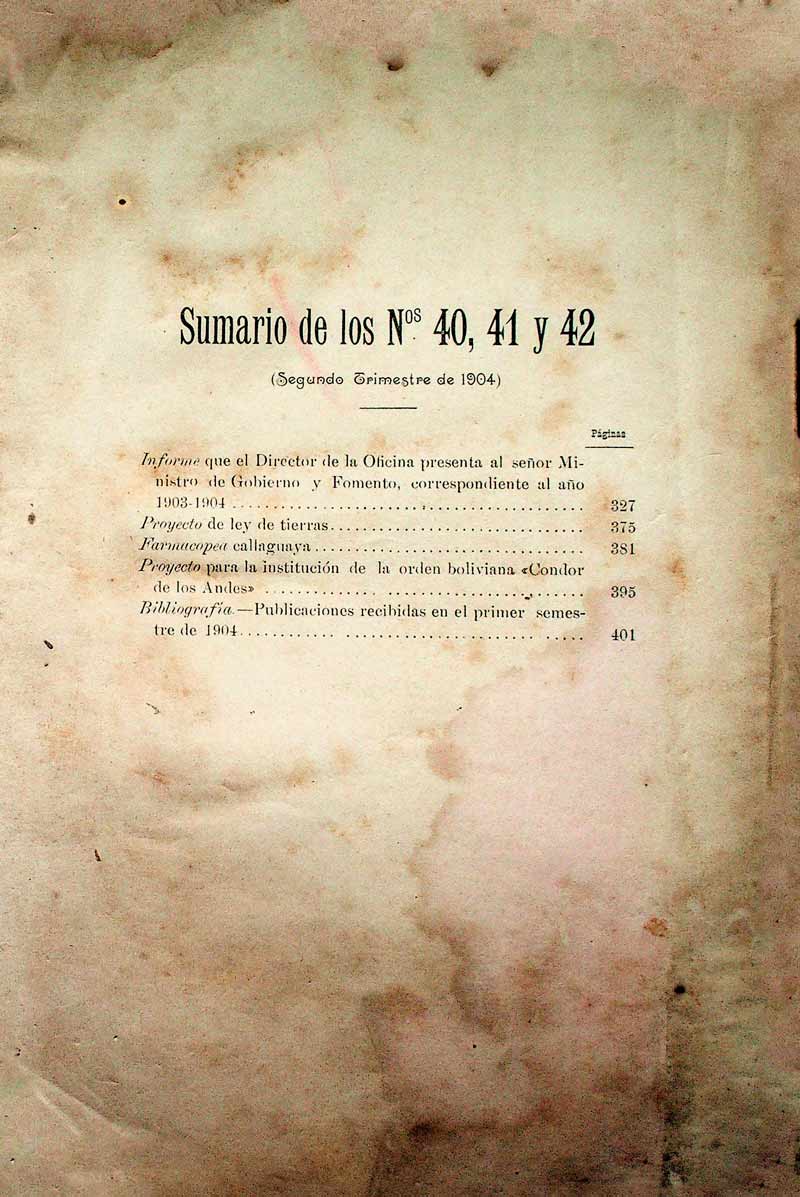 Sumario de los Nos 40, 41 y 42
(Segundo Trimestre de 1904)
Páginas
Informe que el Director de la Oficina presenta al señor Mi-
nistro de Gobierno y Fomento, correspondiente al año
1903-1904 ........................................ 327
Proyecto de ley de tierras.............................. 375
Farmacopea callaguaya ................................ 381
Proyecto para la institución de la orden boliviana «Condor
de los Andes» ........................................ 395
Bibliografía.—Publicaciones recibidas en el primer semes-
tre de 1904........................................ 401